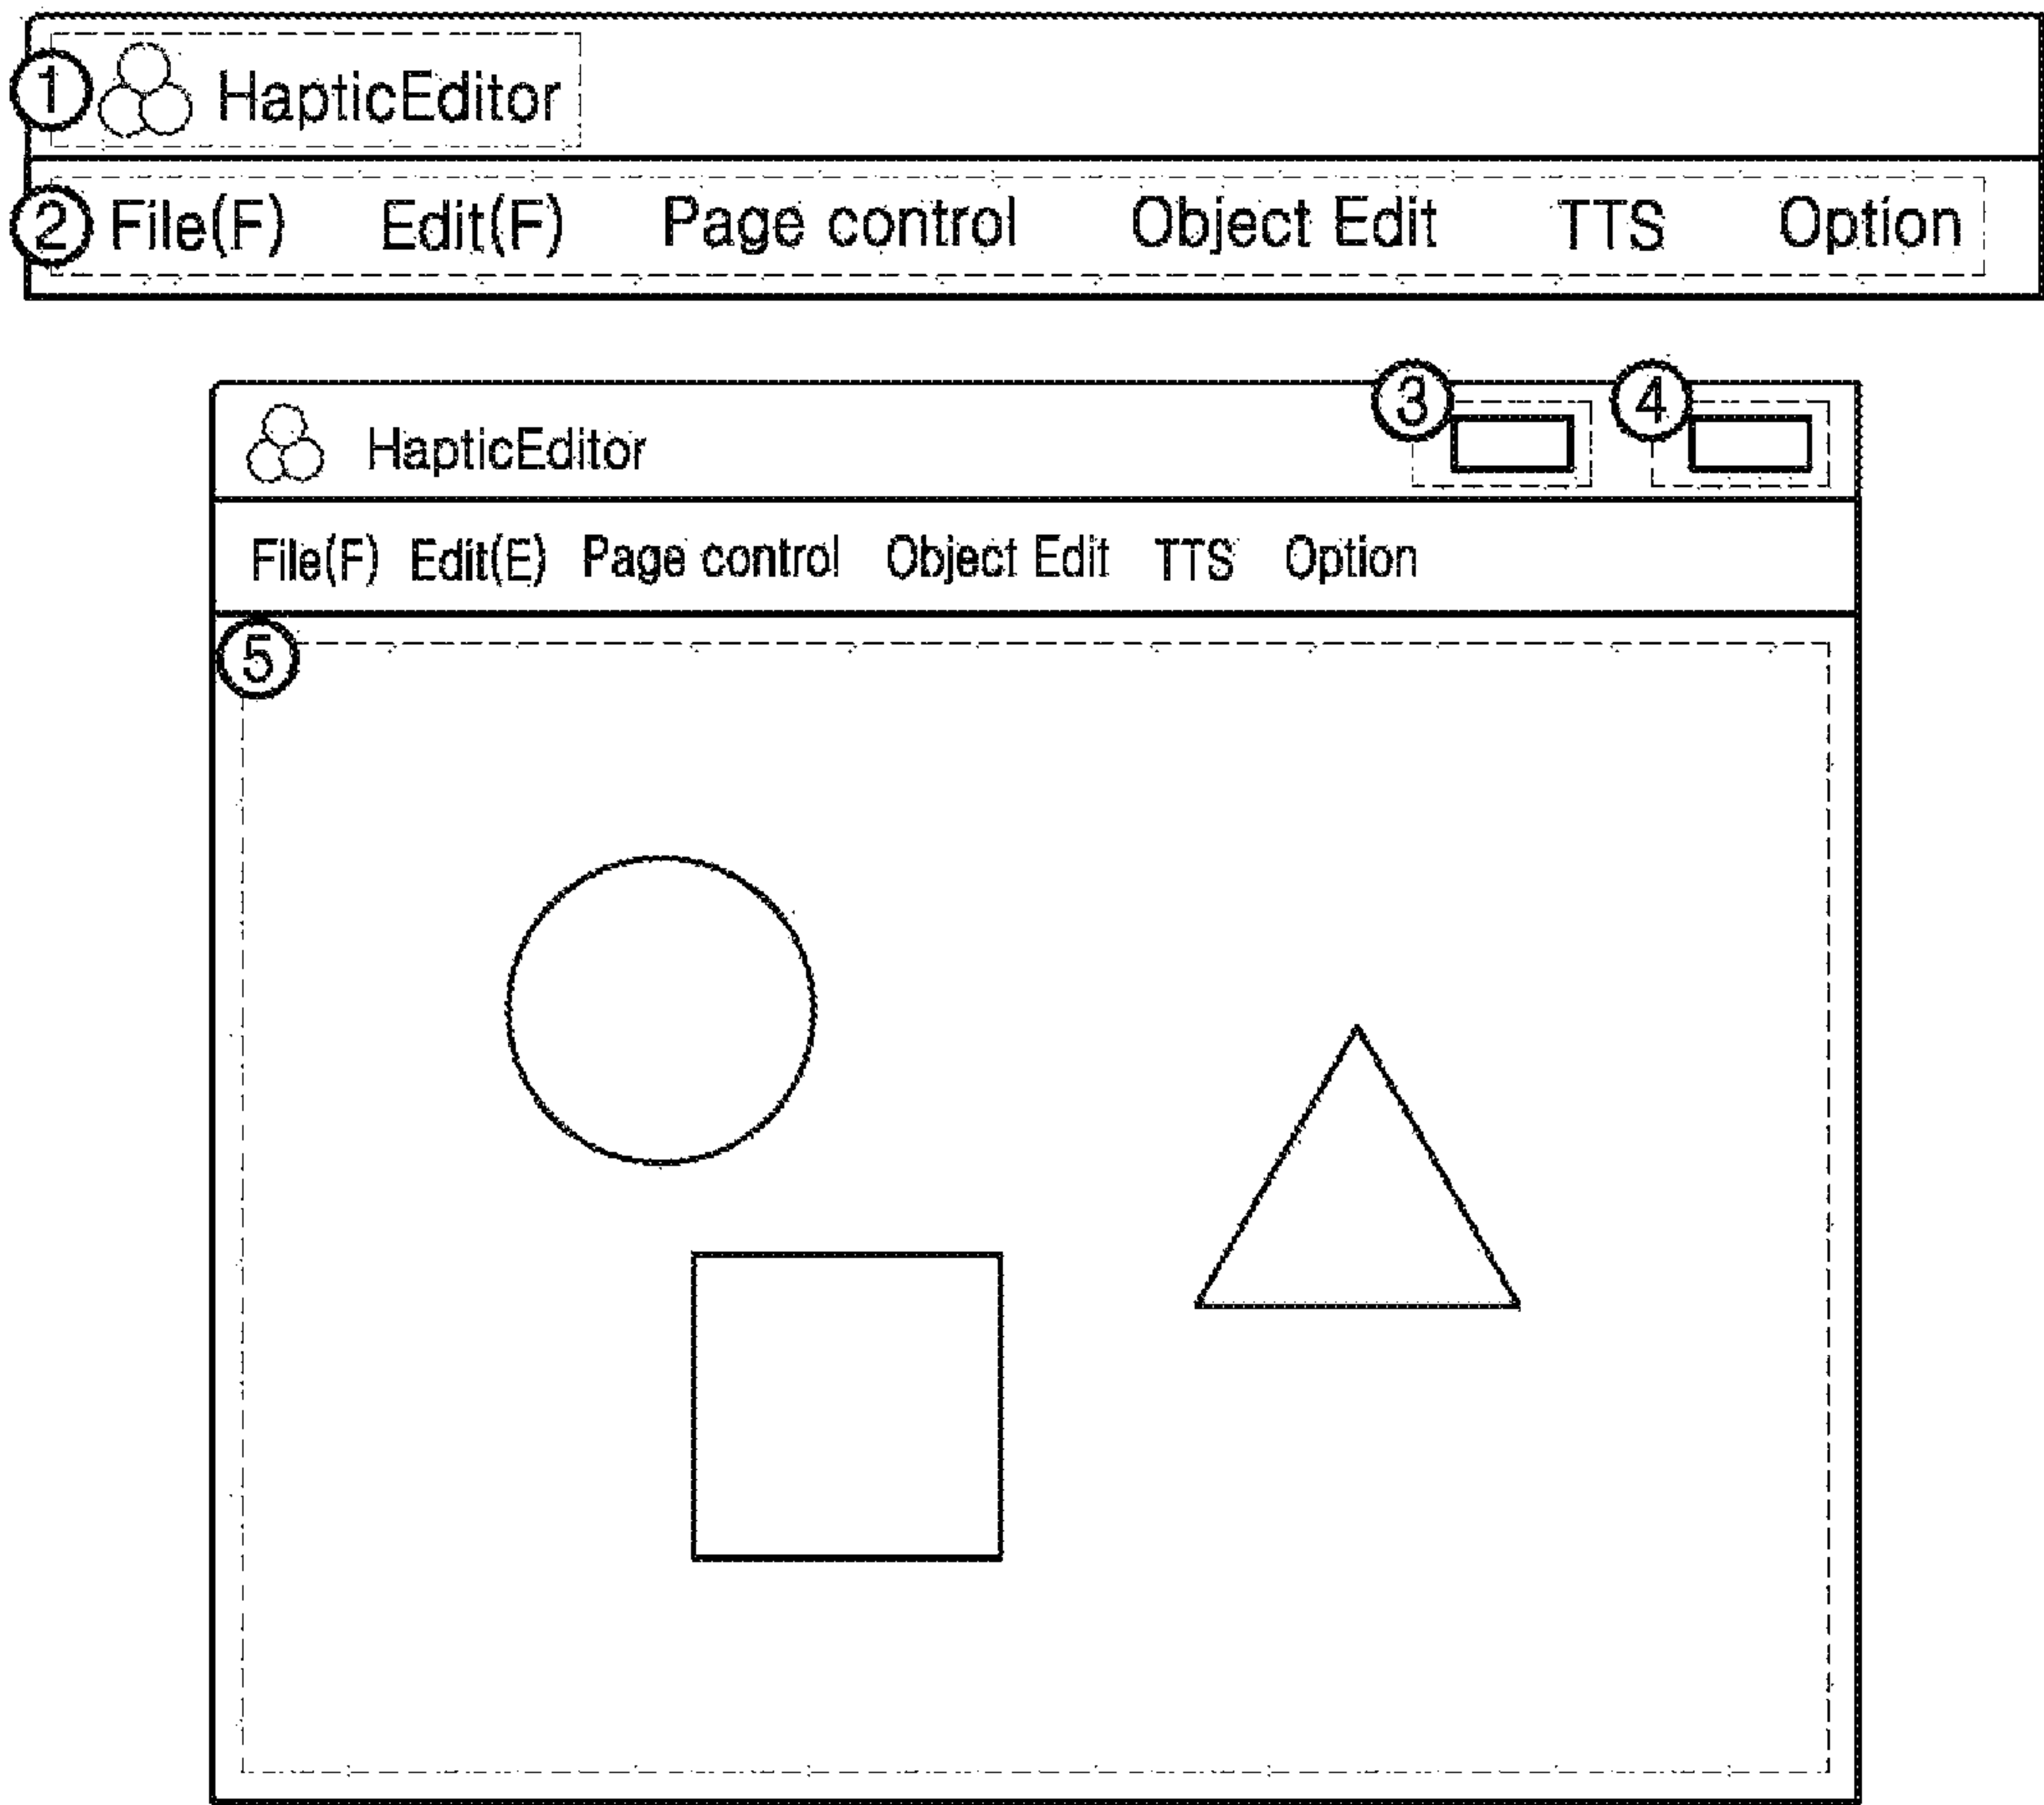 ① HapticEditor
② File(F) Edit(F) Page control Object Edit TTS Option
③ ④
HapticEditor
File(F) Edit(E) Page control Object Edit TTS Option
⑤